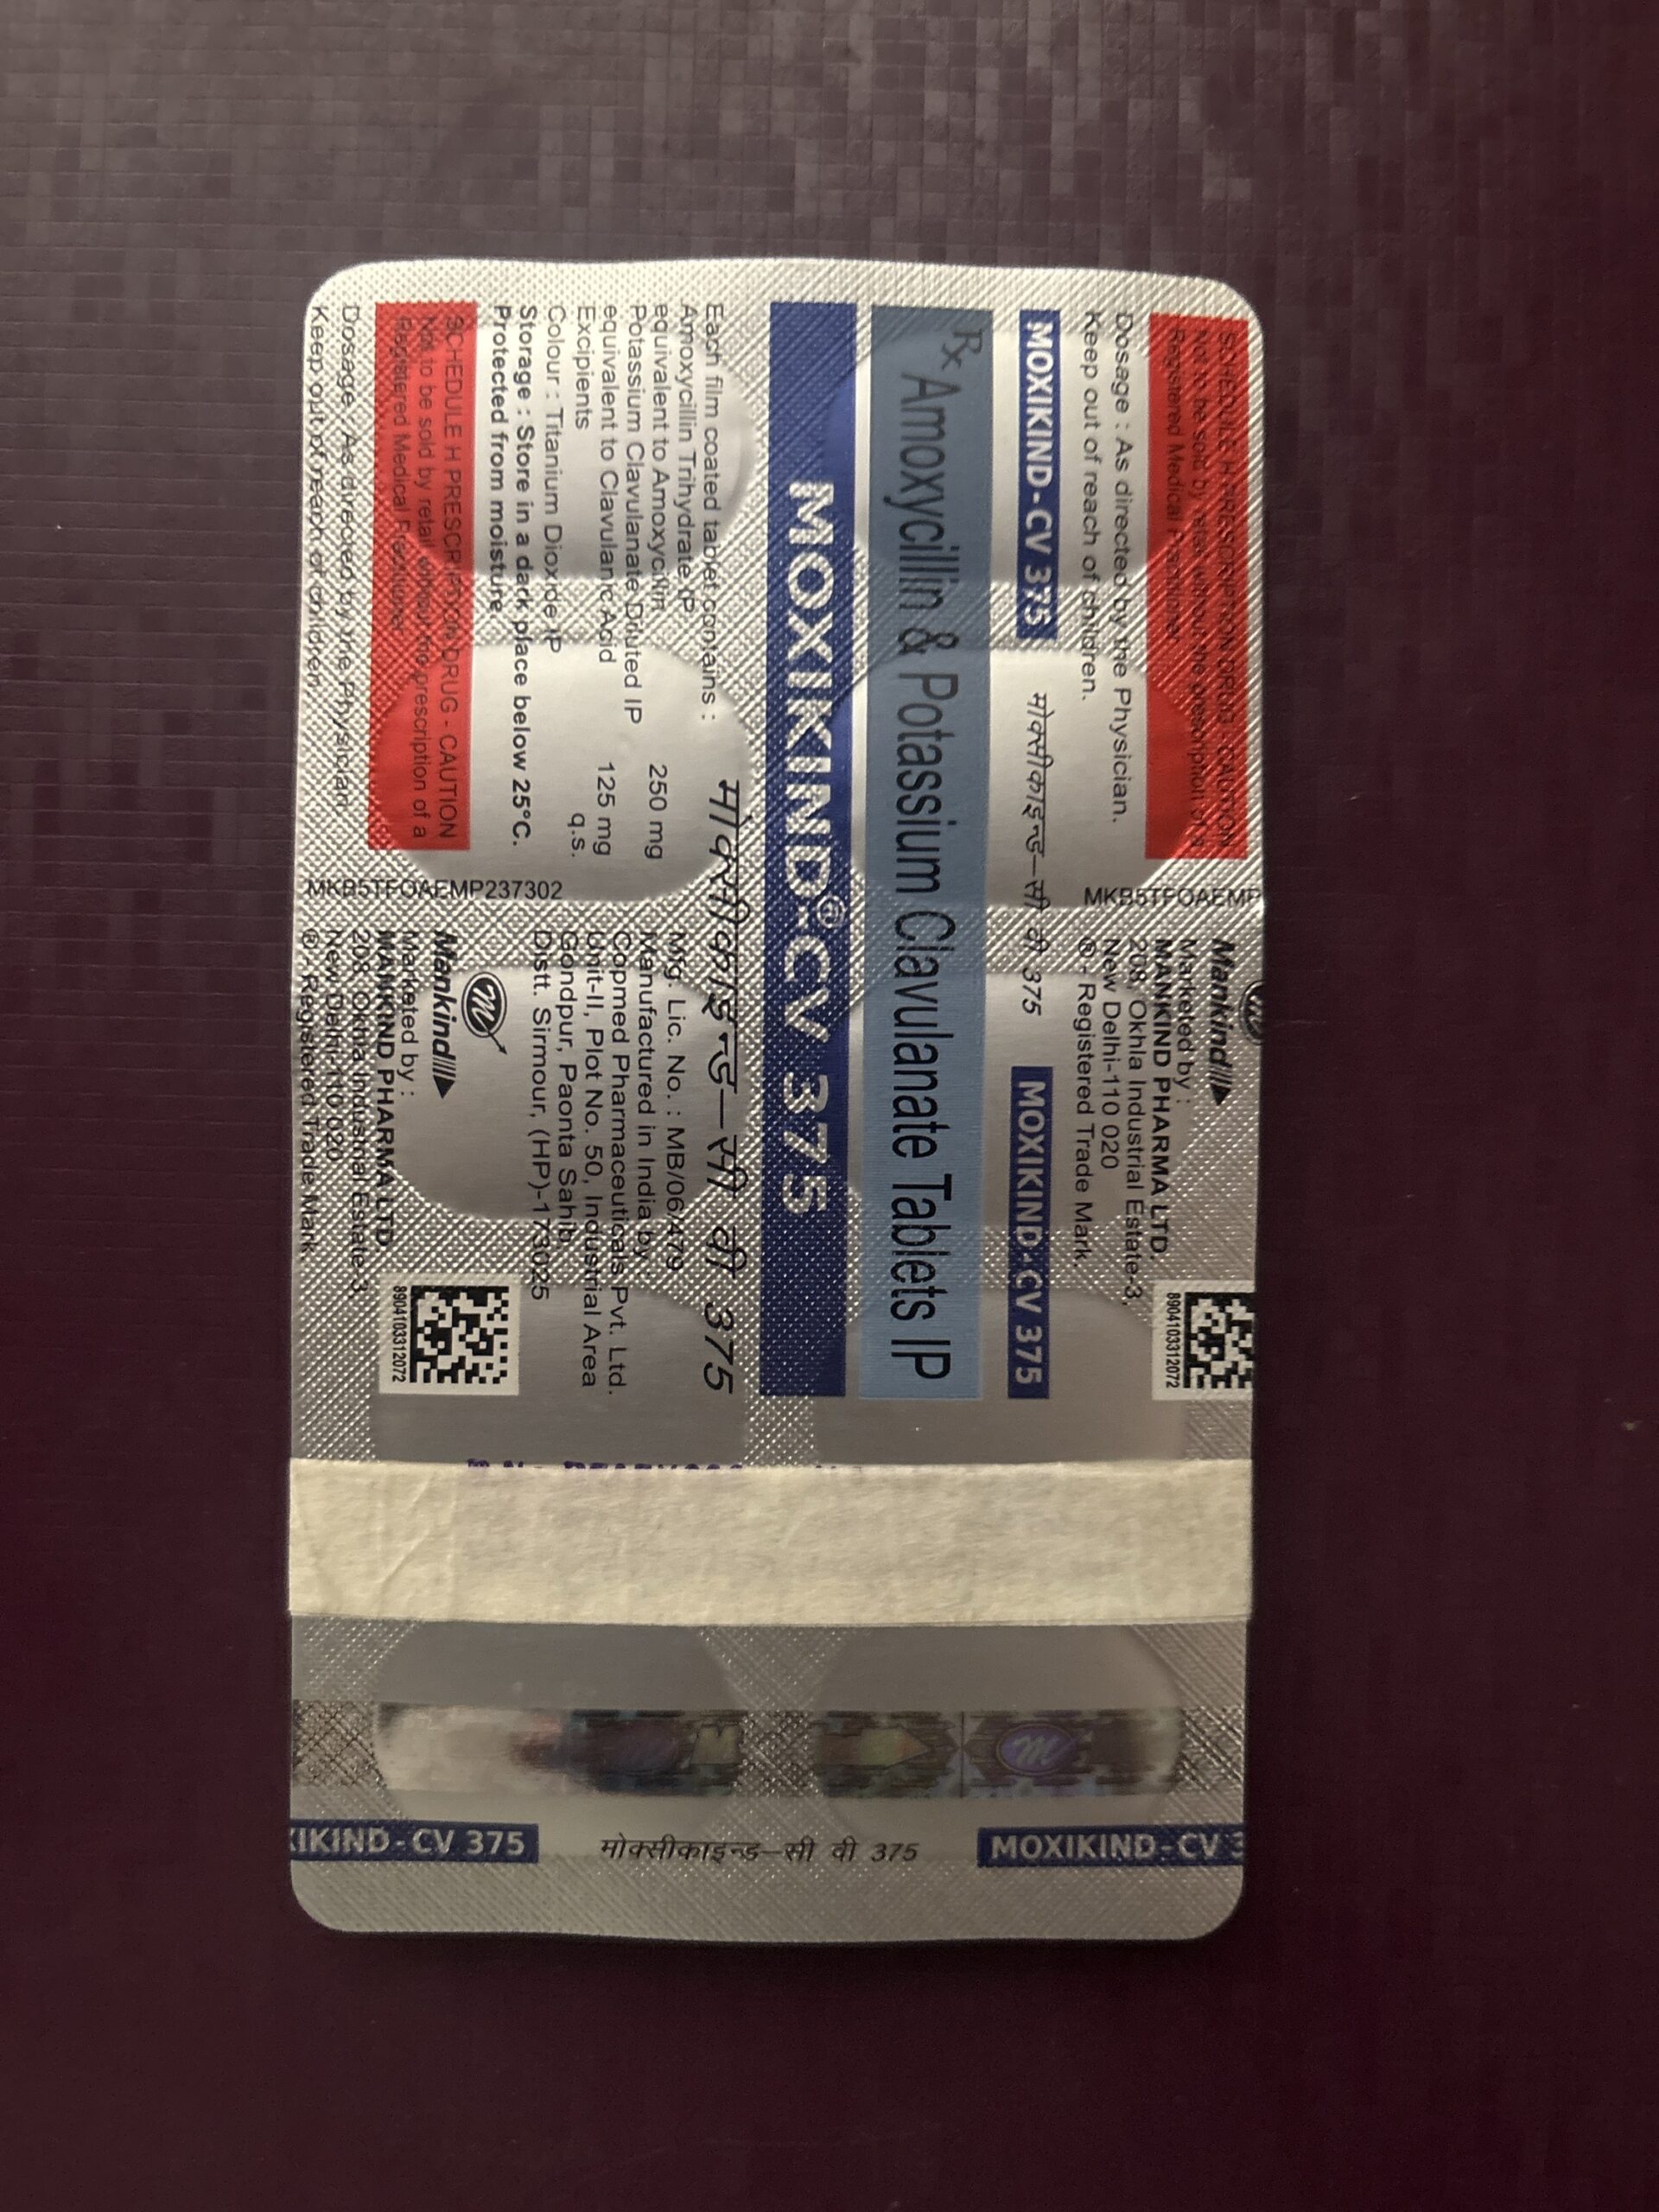 SCHEDULE H PRESCRIPTION DRUG - CAUTION
Not to be sold by retail without the prescription of a
Registered Medical Practitioner
Dosage : As directed by the Physician.
Keep out of reach of children.
MKB5TFOAEMP
Mankind
Marketed by :
MANKIND PHARMA LTD.
208, Okhla Industrial Estate-3,
New Delhi-110 020
® - Registered Trade Mark.
8904103312072
MOXIKIND-CV 375
मोक्सीकाइन्ड–सी वी 375
MOXIKIND-CV 375
Rx
Amoxycillin & Potassium Clavulanate Tablets IP
MOXIKIND®-CV 375
मोक्सीकाइन्ड–सी वी 375
Each film coated tablet contains :
Amoxycillin Trihydrate IP
equivalent to Amoxycillin 250 mg
Potassium Clavulanate Diluted IP
equivalent to Clavulanic Acid 125 mg
Excipients q.s.
Colour : Titanium Dioxide IP
Storage : Store in a dark place below 25°C.
Protected from moisture.
Mfg. Lic. No. : MB/06/479
Manufactured in India by :
Copmed Pharmaceuticals Pvt. Ltd.
Unit-II, Plot No. 50, Industrial Area
Gondpur, Paonta Sahib,
Distt. Sirmour, (HP)-173025
SCHEDULE H PRESCRIPTION DRUG - CAUTION
Not to be sold by retail without the prescription of a
Registered Medical Practitioner
Dosage : As directed by the Physician.
Keep out of reach of children.
MKB5TFOAEMP237302
m
Mankind
Marketed by :
MANKIND PHARMA LTD.
208, Okhla Industrial Estate-3
New Delhi-110 020
® - Registered Trade Mark
8904103312072
M
m
XIKIND-CV 375
मोक्सीकाइन्ड–सी वी 375
MOXIKIND-CV 3